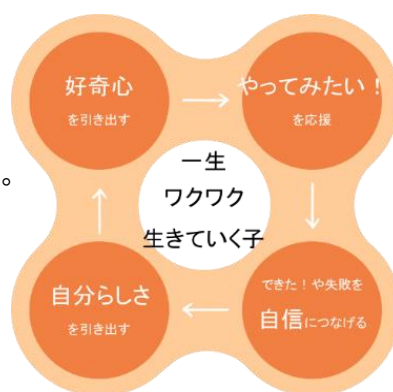 好奇心
を引き出す
やってみたい！
を応援
。
一生
ワクワク
生きていく子
自分らしさ
を引き出す
できた！や失敗を
自信につなげる